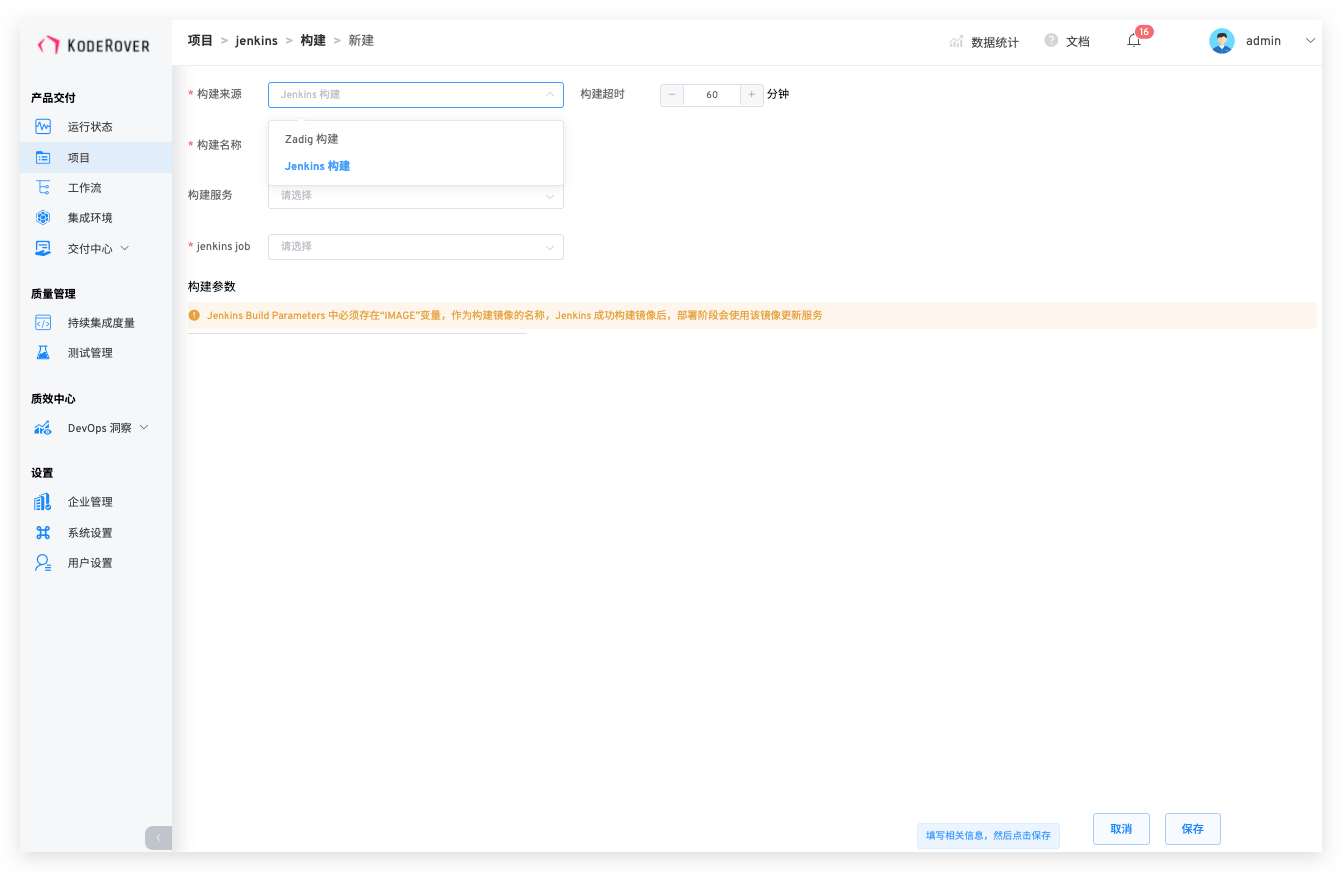 KODEROVER
项目 > jenkins > 构建 > 新建
数据统计
? 文档
16
admin
产品交付
运行状态
项目
工作流
集成环境
交付中心
质量管理
持续集成度量
测试管理
质效中心
DevOps 洞察
设置
企业管理
系统设置
用户设置
* 构建来源 Jenkins 构建
构建超时 − 60 + 分钟
Zadig 构建
Jenkins 构建
* 构建名称
构建服务 请选择
* jenkins job 请选择
构建参数
! Jenkins Build Parameters 中必须存在“IMAGE”变量，作为构建镜像的名称，Jenkins 成功构建镜像后，部署阶段会使用该镜像更新服务
填写相关信息，然后点击保存
取消
保存